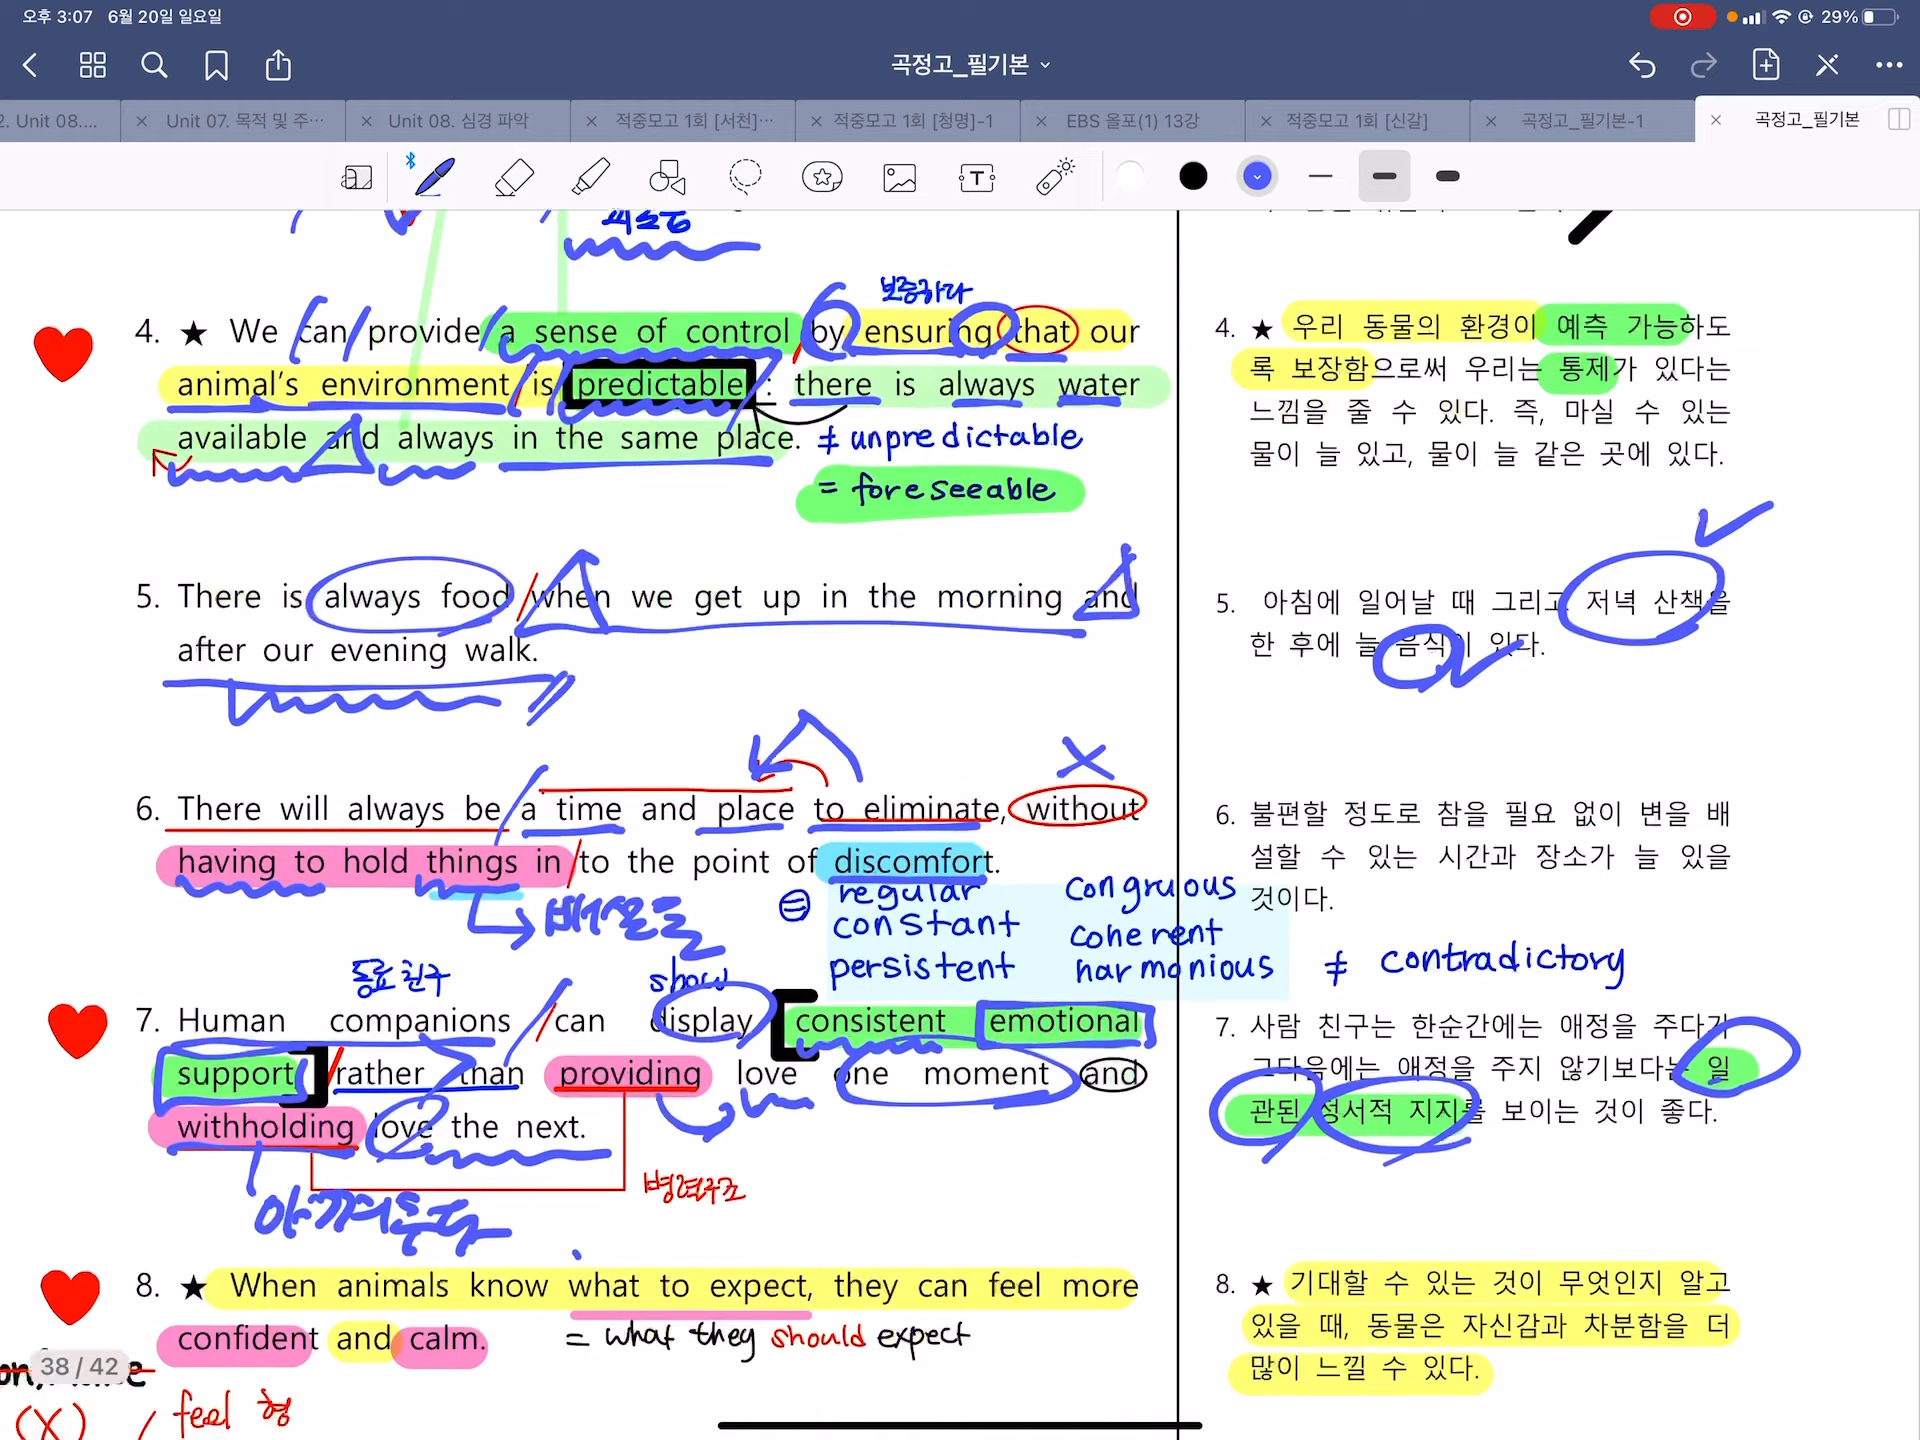 오후 3:07 6월 20일 일요일
29%
곡정고_필기본
2. Unit 08....
Unit 07. 목적 및 주…
Unit 08. 심경 파악
적중모고 1회 [서천]…
적중모고 1회 [청명]-1
EBS 올포(1) 13강
적중모고 1회 [신갈]
곡정고_필기본-1
곡정고_필기본
보증하다
4. ★ We can provide a sense of control by ensuring that our
animal's environment is predictable : there is always water
available and always in the same place. ≠ unpredictable
= foreseeable
5. There is always food when we get up in the morning and
after our evening walk.
6. There will always be a time and place to eliminate, without
having to hold things in to the point of discomfort.
배설물들
= regular congruous
constant coherent
persistent harmonious ≠ contradictory
동료 친구 show
7. Human companions can display consistent emotional
support rather than providing love one moment and
withholding love the next.
병렬구조
아껴두다
8. ★ When animals know what to expect, they can feel more
confident and calm. = what they should expect
38 / 42
(X) / feel 형
4. ★ 우리 동물의 환경이 예측 가능하도
록 보장함으로써 우리는 통제가 있다는
느낌을 줄 수 있다. 즉, 마실 수 있는
물이 늘 있고, 물이 늘 같은 곳에 있다.
5. 아침에 일어날 때 그리고 저녁 산책을
한 후에 늘 음식이 있다.
6. 불편할 정도로 참을 필요 없이 변을 배
설할 수 있는 시간과 장소가 늘 있을
것이다.
7. 사람 친구는 한순간에는 애정을 주다가
그다음에는 애정을 주지 않기보다는 일
관된 정서적 지지를 보이는 것이 좋다.
8. ★ 기대할 수 있는 것이 무엇인지 알고
있을 때, 동물은 자신감과 차분함을 더
많이 느낄 수 있다.